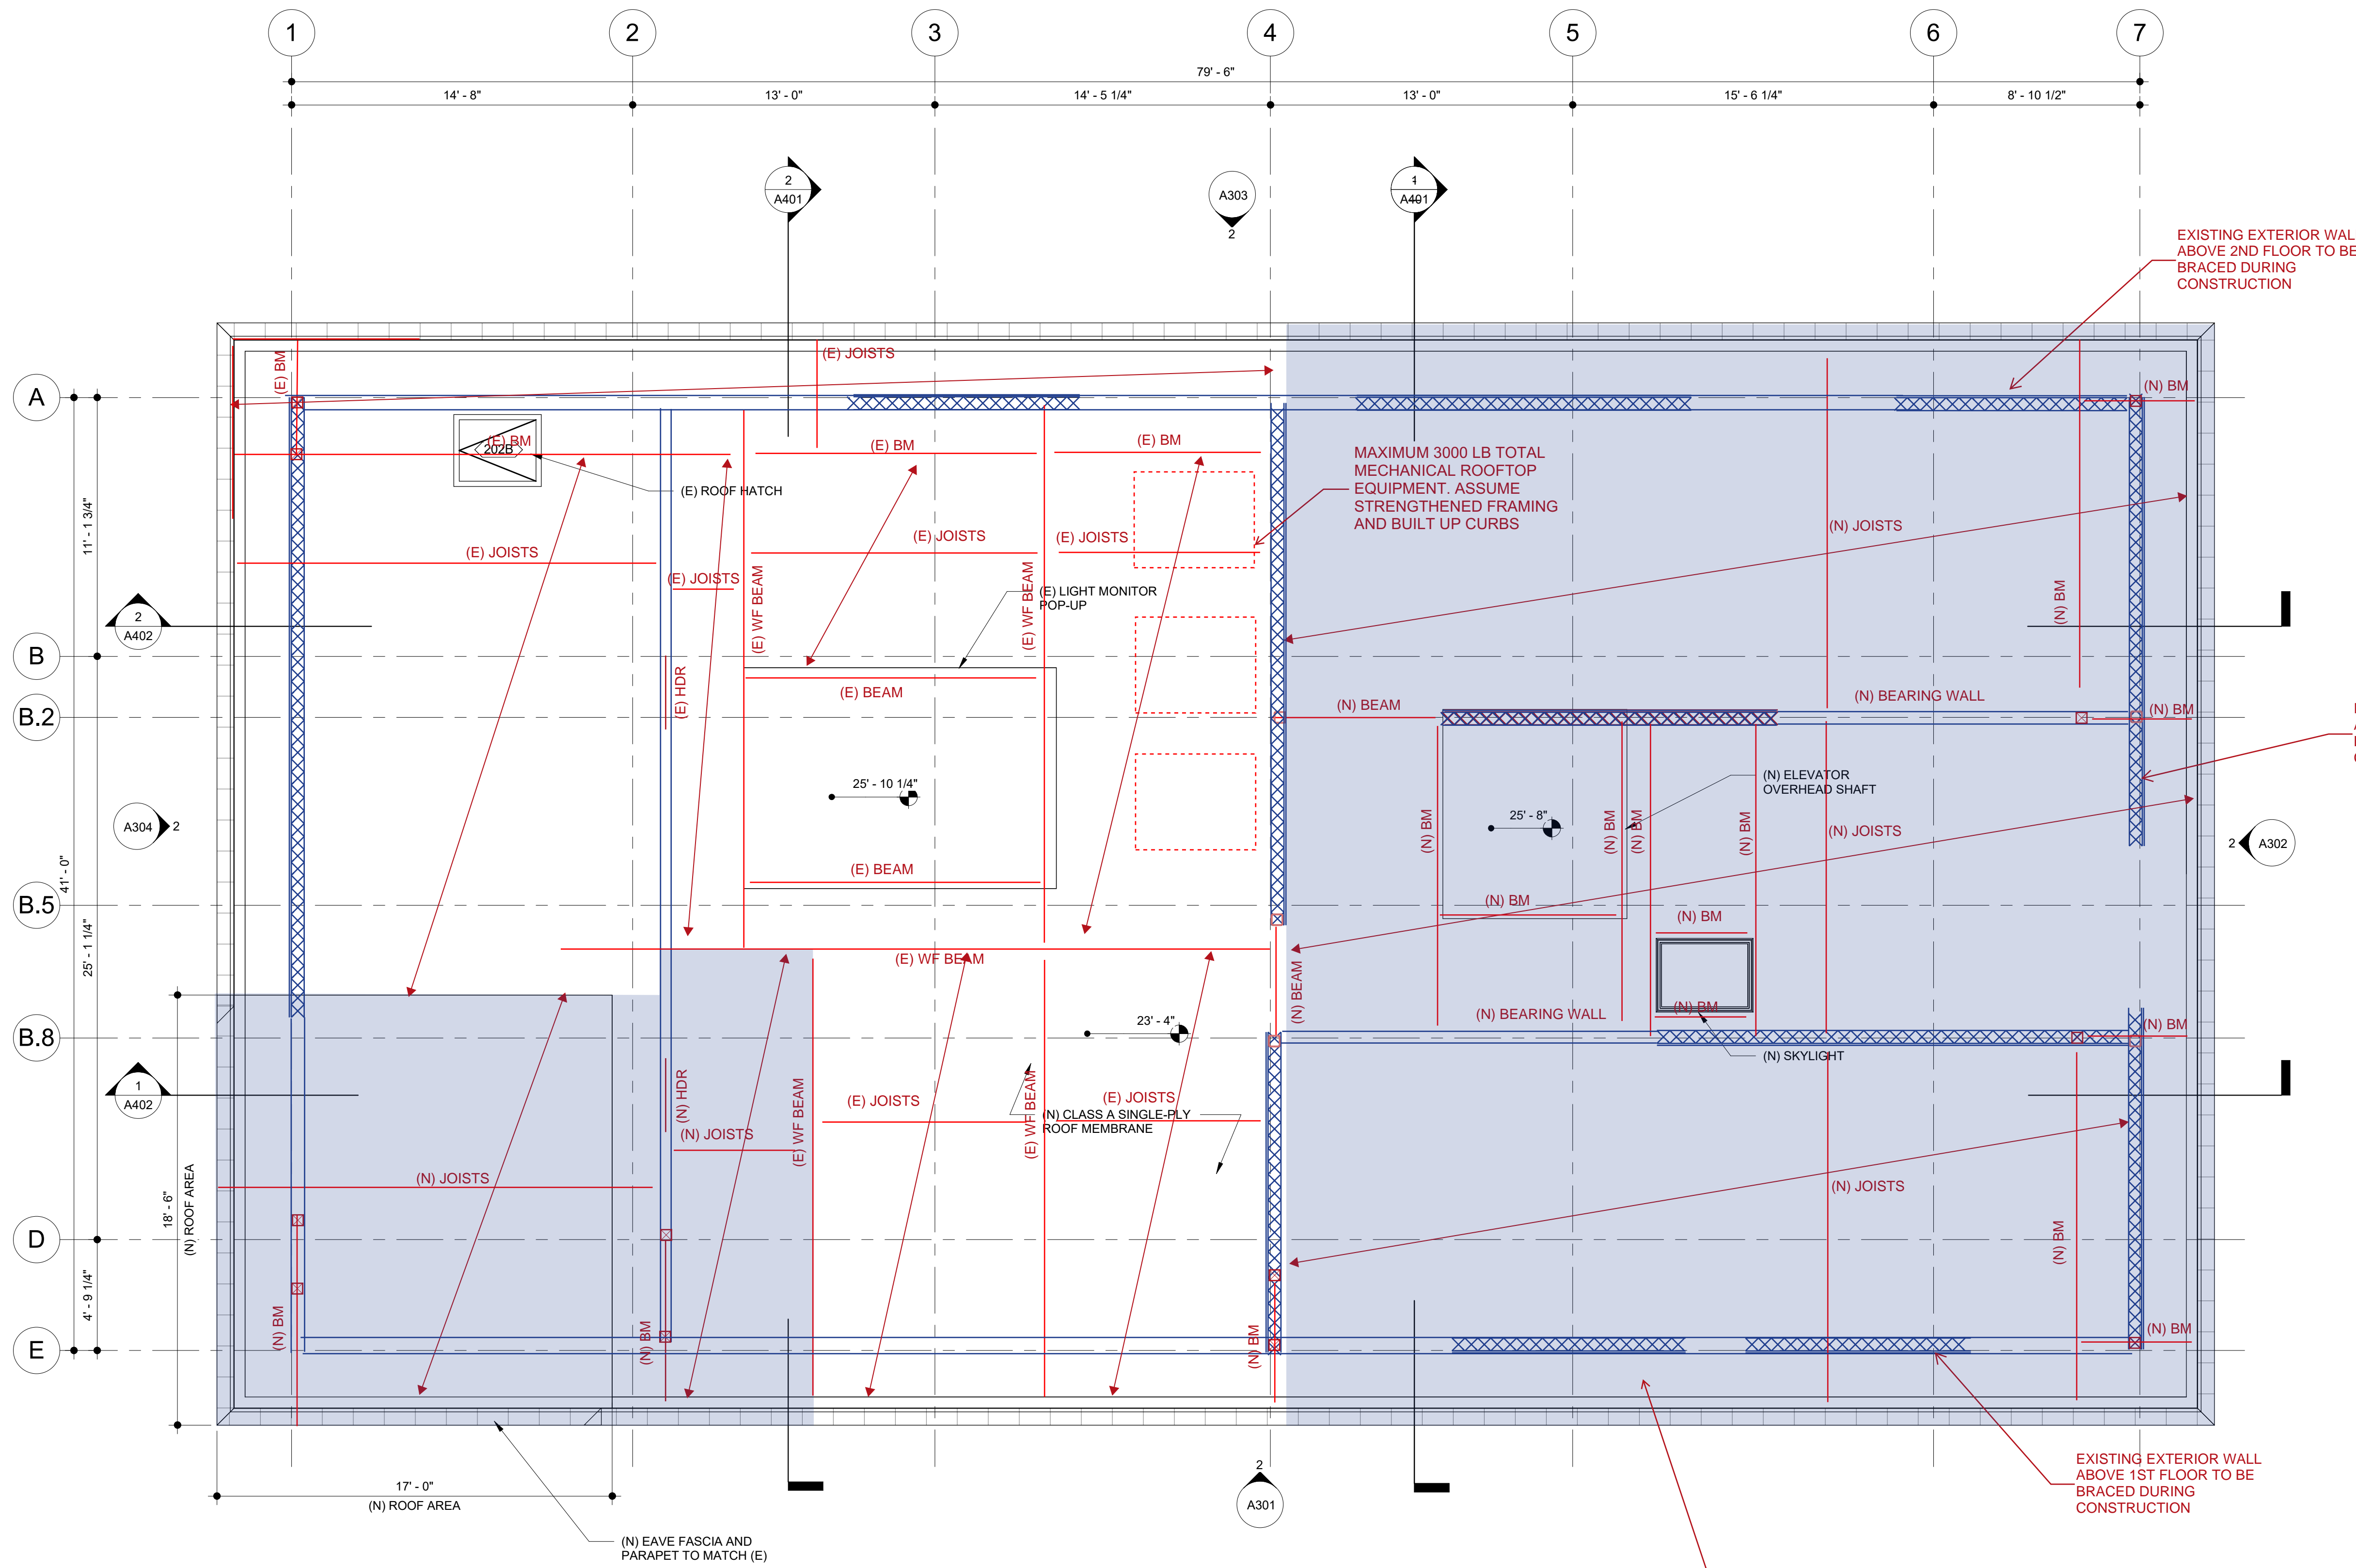 1
2
3
4
5
6
7
79' - 6"
14' - 8"
13' - 0"
14' - 5 1/4"
13' - 0"
15' - 6 1/4"
8' - 10 1/2"
2
A401
A303
2
1
A401
EXISTING EXTERIOR WAL
ABOVE 2ND FLOOR TO BE
BRACED DURING
CONSTRUCTION
(E) BM
(E) JOISTS
A
(N) BM
202B
(E) BM
(E) BM
(E) BM
MAXIMUM 3000 LB TOTAL
MECHANICAL ROOFTOP
EQUIPMENT. ASSUME
STRENGTHENED FRAMING
AND BUILT UP CURBS
(E) ROOF HATCH
11' - 1 3/4"
(N) JOISTS
(E) JOISTS
(E) JOISTS
(E) JOISTS
(E) JOISTS
(E) WF BEAM
(E) WF BEAM
(E) LIGHT MONITOR
POP-UP
(N) BM
2
A402
B
(E) HDR
(E) BEAM
(N) BEARING WALL
B.2
(N) BEAM
(N) BM
25' - 10 1/4"
(N) ELEVATOR
OVERHEAD SHAFT
25' - 8"
(N) BM
(N) BM
(N) BM
(N) BM
(N) JOISTS
A304
2
2
A302
41' - 0"
(E) BEAM
B.5
(N) BM
(N) BM
25' - 1 1/4"
(E) WF BEAM
(N) BEAM
(N) BM
(N) BEARING WALL
23' - 4"
B.8
(N) BM
(N) SKYLIGHT
1
A402
(N) HDR
(E) WF BEAM
(E) JOISTS
(E) WF BEAM
(E) JOISTS
(N) CLASS A SINGLE-PLY
ROOF MEMBRANE
(N) JOISTS
(N) JOISTS
(N) JOISTS
18' - 6"
(N) ROOF AREA
D
(N) BM
4' - 9 1/4"
(N) BM
(N) BM
(N) BM
(N) BM
E
17' - 0"
(N) ROOF AREA
2
A301
EXISTING EXTERIOR WALL
ABOVE 1ST FLOOR TO BE
BRACED DURING
CONSTRUCTION
(N) EAVE FASCIA AND
PARAPET TO MATCH (E)